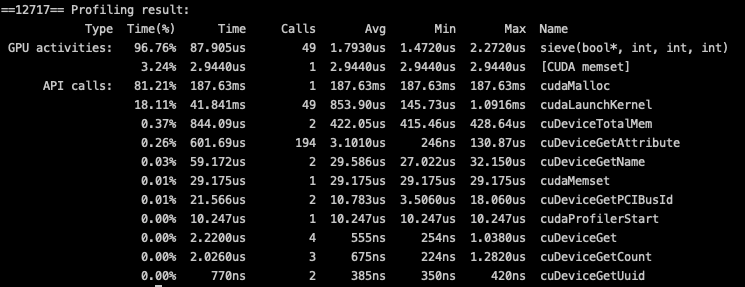 ==12717== Profiling result:
Type Time(%) Time Calls Avg Min Max Name
GPU activities: 96.76% 87.905us 49 1.7930us 1.4720us 2.2720us sieve(bool*, int, int, int)
3.24% 2.9440us 1 2.9440us 2.9440us 2.9440us [CUDA memset]
API calls: 81.21% 187.63ms 1 187.63ms 187.63ms 187.63ms cudaMalloc
18.11% 41.841ms 49 853.90us 145.73us 1.0916ms cudaLaunchKernel
0.37% 844.09us 2 422.05us 415.46us 428.64us cuDeviceTotalMem
0.26% 601.69us 194 3.1010us 246ns 130.87us cuDeviceGetAttribute
0.03% 59.172us 2 29.586us 27.022us 32.150us cuDeviceGetName
0.01% 29.175us 1 29.175us 29.175us 29.175us cudaMemset
0.01% 21.566us 2 10.783us 3.5060us 18.060us cuDeviceGetPCIBusId
0.00% 10.247us 1 10.247us 10.247us 10.247us cudaProfilerStart
0.00% 2.2200us 4 555ns 254ns 1.0380us cuDeviceGet
0.00% 2.0260us 3 675ns 224ns 1.2820us cuDeviceGetCount
0.00% 770ns 2 385ns 350ns 420ns cuDeviceGetUuid